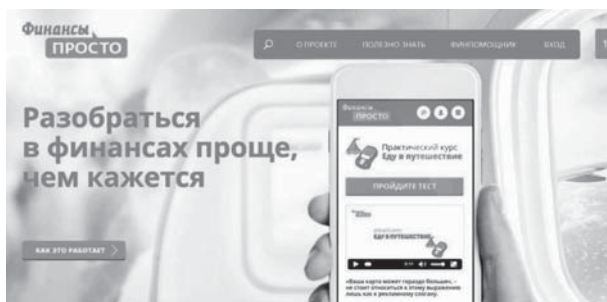 Финансы
ПРОСТО
О ПРОЕКТЕ ПОЛЕЗНО ЗНАТЬ ФИНПОМОЩНИК ВХОД
Разобраться
в финансах проще,
чем кажется
КАК ЭТО РАБОТАЕТ
Финансы
ПРОСТО
Практический курс
Еду в путешествие
ПРОЙДИТЕ ТЕСТ
ЕДУ В ПУТЕШЕСТВИЕ
«Ваша карта может гораздо больше», –
не стоит относиться к этому выражению
лишь как к рекламному слогану.